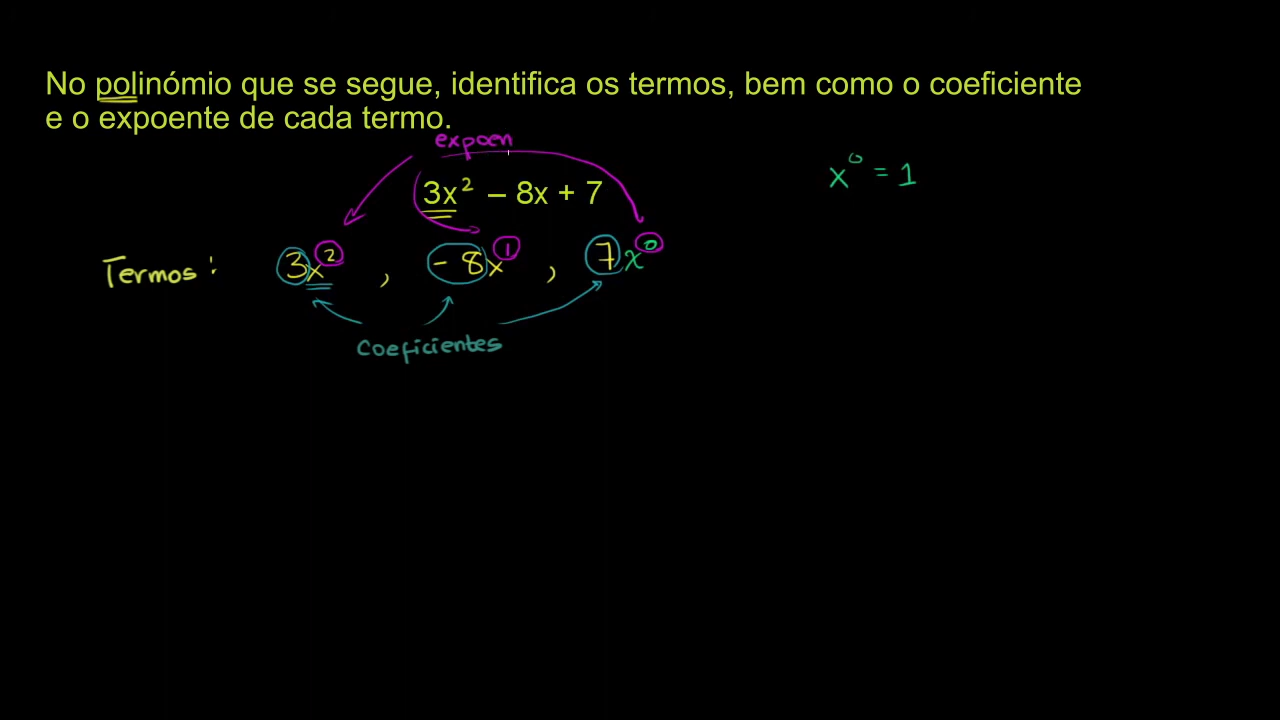 No polinómio que se segue, identifica os termos, bem como o coeficiente
e o expoente de cada termo.
expoen
x⁰ = 1
3x² – 8x + 7
Termos: 3x² , -8x¹ , 7x⁰
Coeficientes